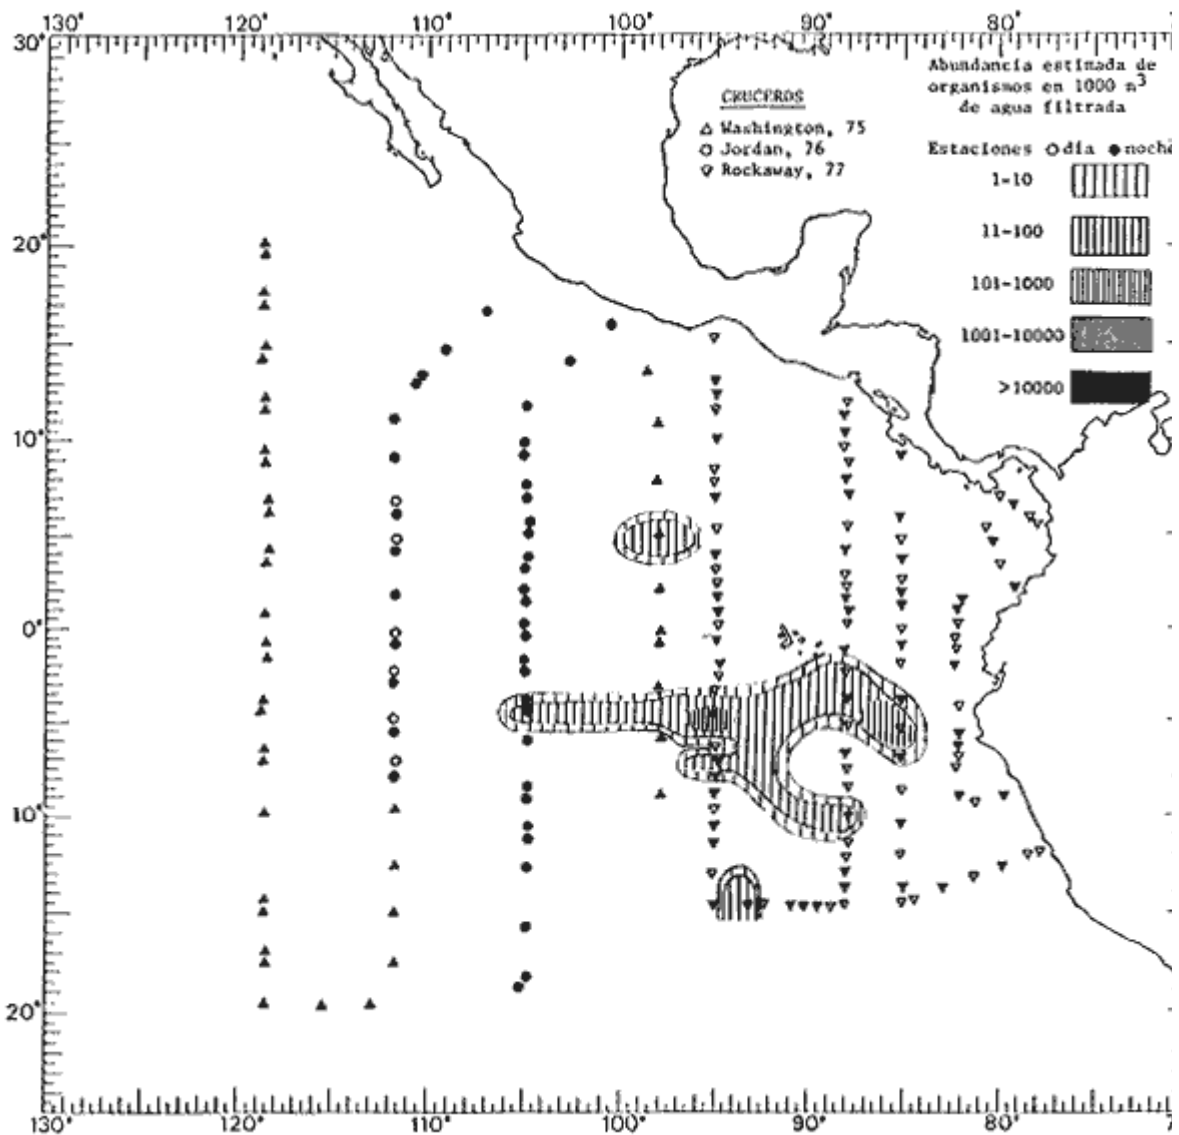 130° 120° 110° 100° 90° 80°
30°
Abundancia estimada de
organismos en 1000 m³
de agua filtrada
CRUCEROS
△ Washington, 75
○ Jordan, 76
▽ Rockaway, 77
Estaciones ○día ●noche
1-10
20°
11-100
101-1000
1001-10000
>10000
10°
0°
10°
20°
130° 120° 110° 100° 90° 80° 7